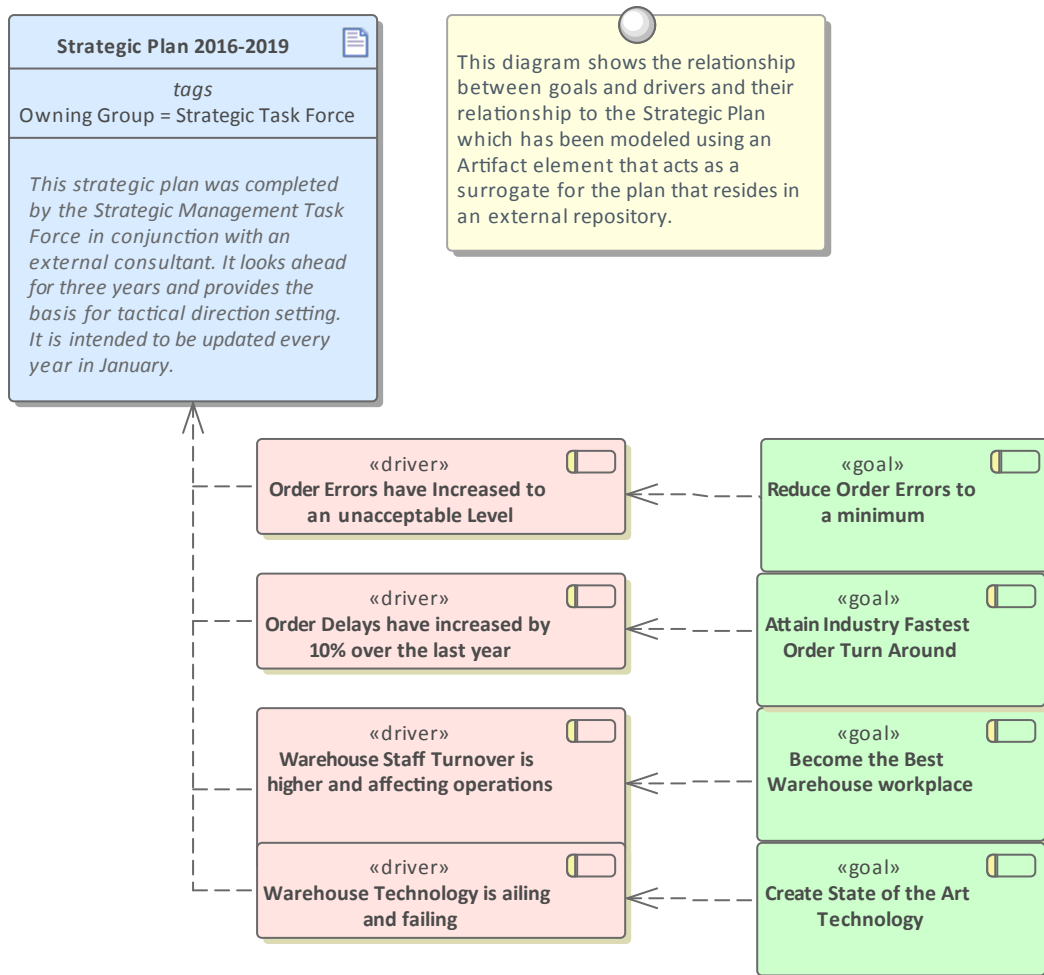 Strategic Plan 2016-2019
tags
Owning Group = Strategic Task Force
This strategic plan was completed
by the Strategic Management Task
Force in conjunction with an
external consultant. It looks ahead
for three years and provides the
basis for tactical direction setting.
It is intended to be updated every
year in January.
This diagram shows the relationship
between goals and drivers and their
relationship to the Strategic Plan
which has been modeled using an
Artifact element that acts as a
surrogate for the plan that resides in
an external repository.
«driver»
Order Errors have Increased to
an unacceptable Level
«goal»
Reduce Order Errors to
a minimum
«driver»
Order Delays have increased by
10% over the last year
«goal»
Attain Industry Fastest
Order Turn Around
«driver»
Warehouse Staff Turnover is
higher and affecting operations
«goal»
Become the Best
Warehouse workplace
«driver»
Warehouse Technology is ailing
and failing
«goal»
Create State of the Art
Technology